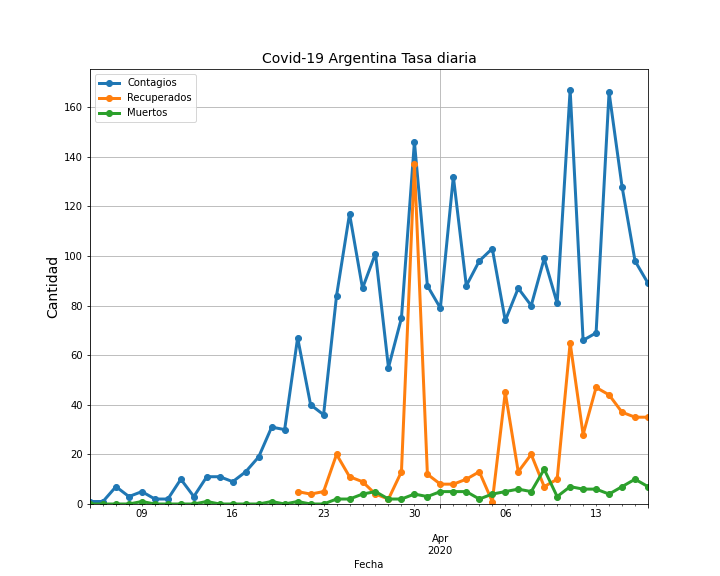 Covid-19 Argentina Tasa diaria
Contagios
Recuperados
Muertos
160
140
120
100
80
60
40
20
0
Cantidad
09 16 23 30 06 13
Apr
2020
Fecha